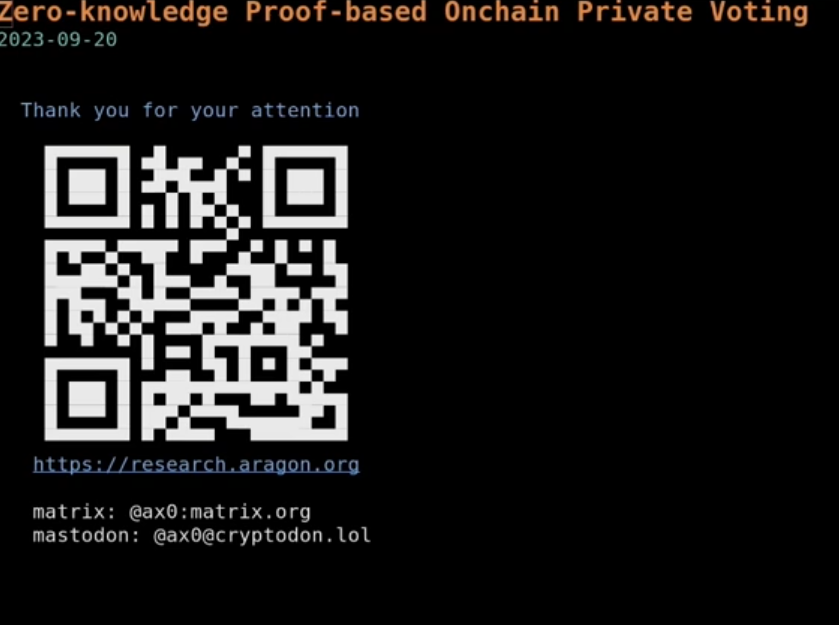 Zero-knowledge Proof-based Onchain Private Voting
2023-09-20
Thank you for your attention
https://research.aragon.org
matrix: @ax0:matrix.org
mastodon: @ax0@cryptodon.lol